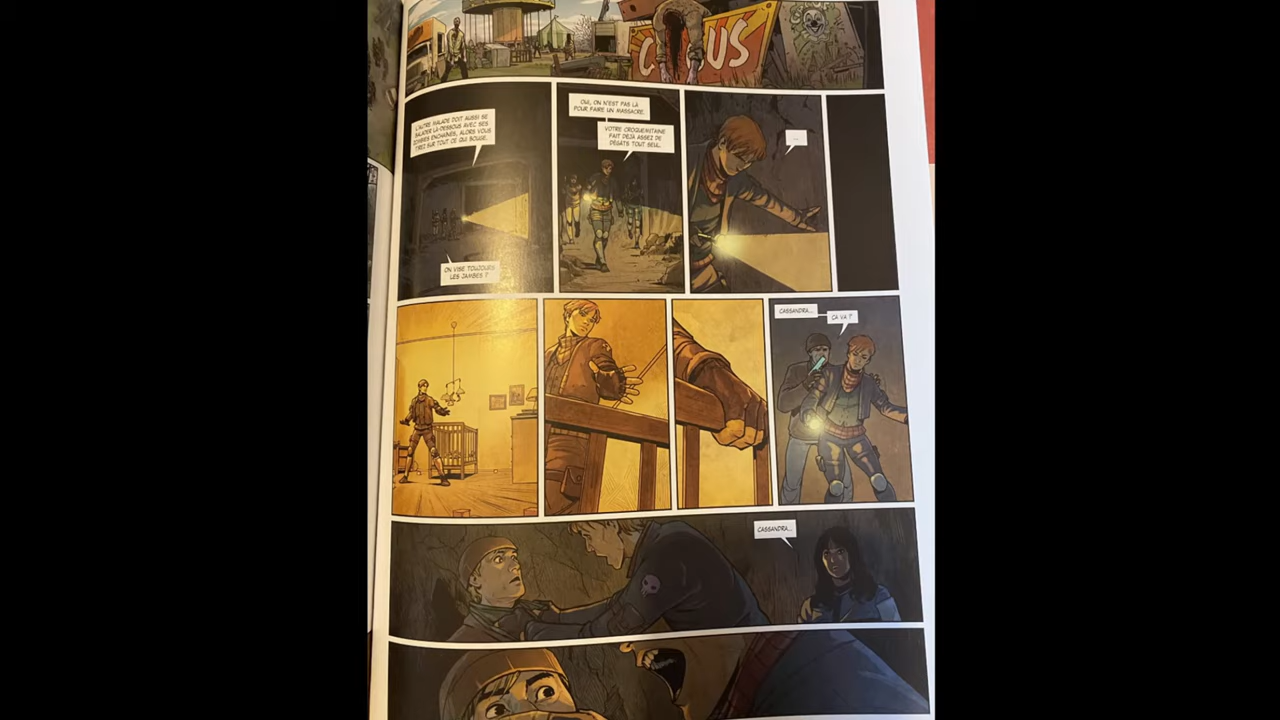 C US
L'AUTRE MALADE DOIT AUSSI SE
BALADER LÀ-DESSOUS AVEC SES
ZOMBIES ENCHAÎNÉS, ALORS VOUS
TIREZ SUR TOUT CE QUI BOUGE.
ON VISE TOUJOURS
LES JAMBES ?
OUI, ON N'EST PAS LÀ
POUR FAIRE UN MASSACRE.
VOTRE CROQUEMITAINE
FAIT DÉJÀ ASSEZ DE
DÉGÂTS TOUT SEUL.
...
CASSANDRA...
ÇA VA ?
CASSANDRA...